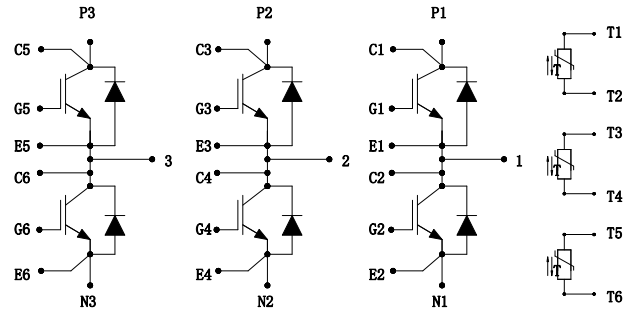 P3 P2 P1
C5 C3 C1 T1
T
G5 G3 G1 T2
E5 E3 E1 T3
3 2 1
T
C6 C4 C2
T4
G6 G4 G2 T5
T
E6 E4 E2
N3 N2 N1 T6